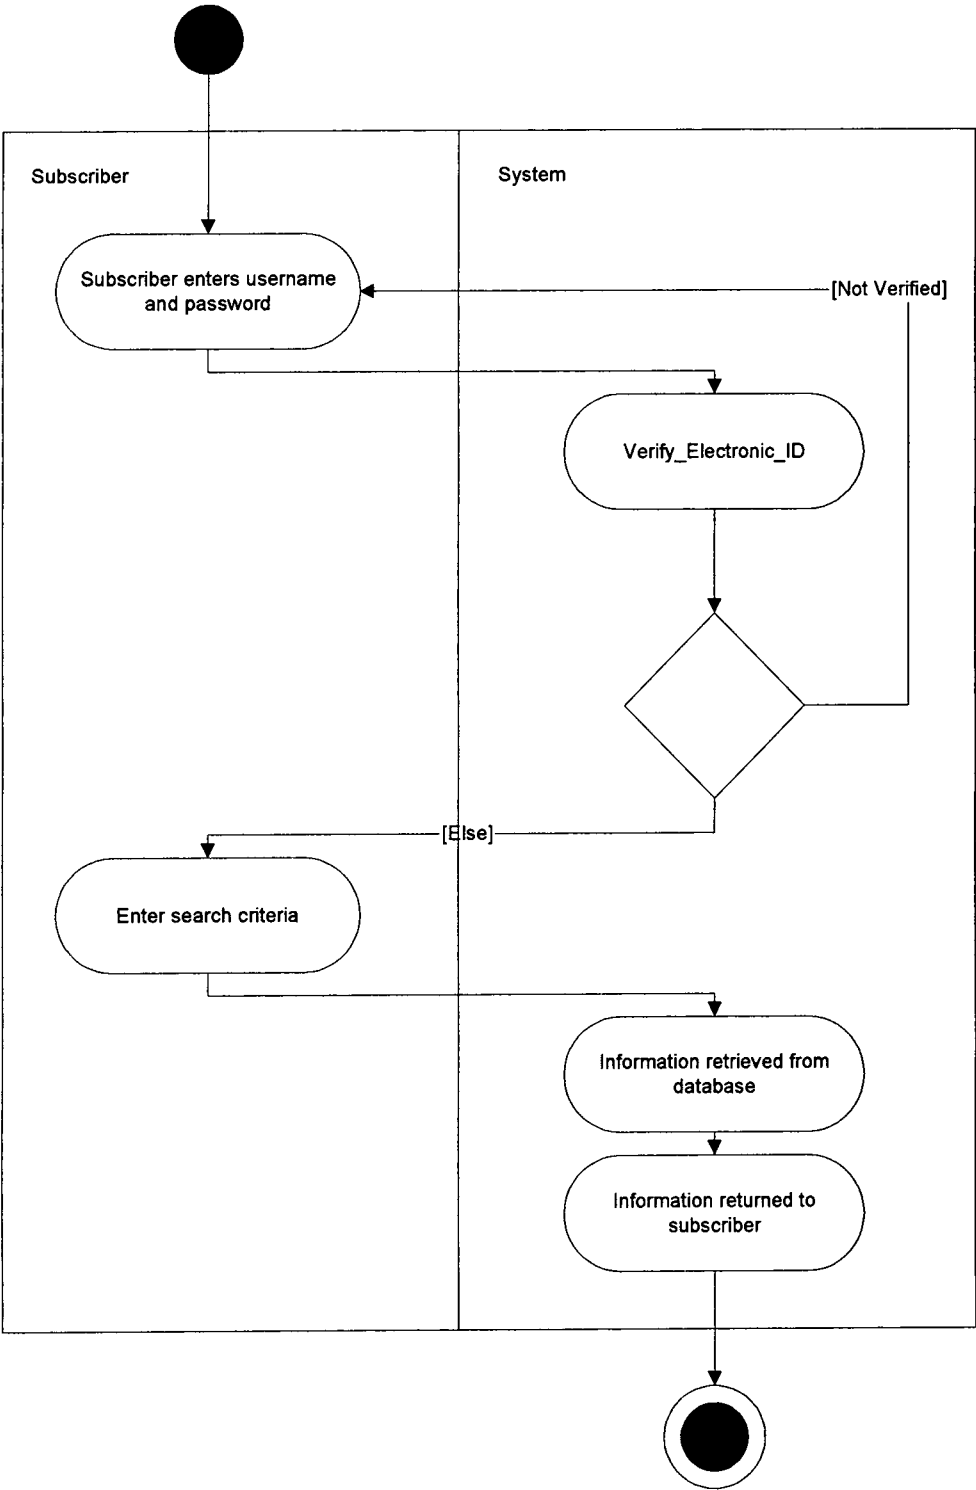 Subscriber
System
Subscriber enters username
and password
[Not Verified]
Verify_Electronic_ID
[Else]
Enter search criteria
Information retrieved from
database
Information returned to
subscriber